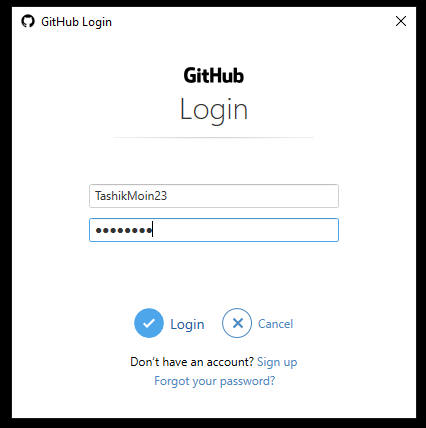 GitHub Login
GitHub
Login
TashikMoin23
●●●●●●●●
Login
Cancel
Don't have an account? Sign up
Forgot your password?